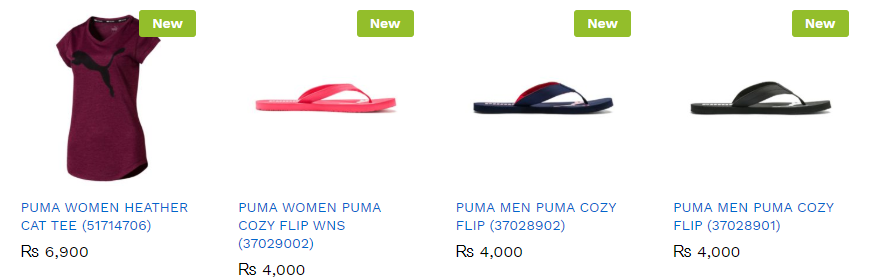 New
New
New
New
PUMA WOMEN HEATHER
CAT TEE (51714706)
₨ 6,900
PUMA WOMEN PUMA
COZY FLIP WNS
(37029002)
₨ 4,000
PUMA MEN PUMA COZY
FLIP (37028902)
₨ 4,000
PUMA MEN PUMA COZY
FLIP (37028901)
₨ 4,000